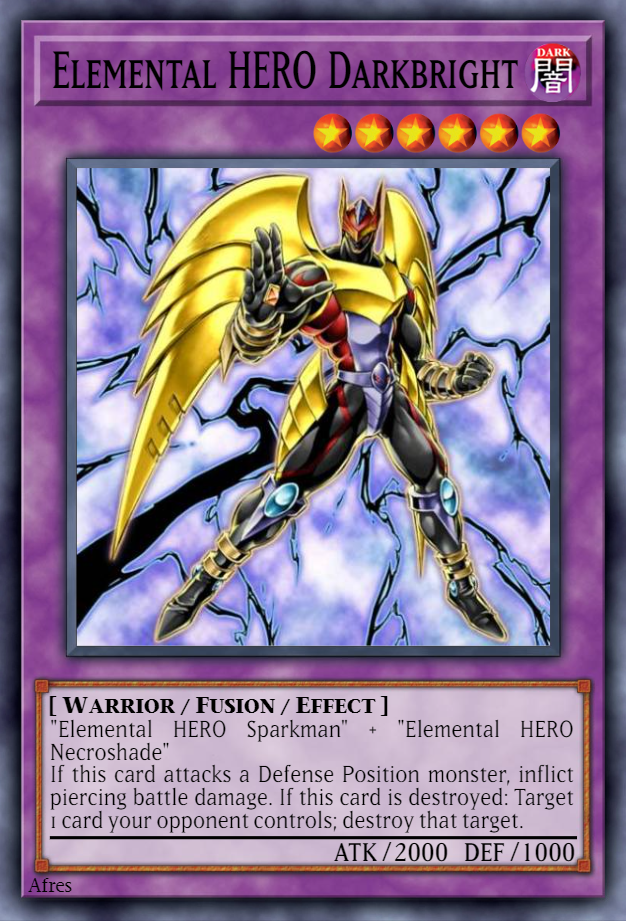 Elemental HERO Darkbright
DARK
闇
[ Warrior / Fusion / Effect ]
"Elemental HERO Sparkman" + "Elemental HERO
Necroshade"
If this card attacks a Defense Position monster, inflict
piercing battle damage. If this card is destroyed: Target
1 card your opponent controls; destroy that target.
ATK/2000 DEF/1000
Afres